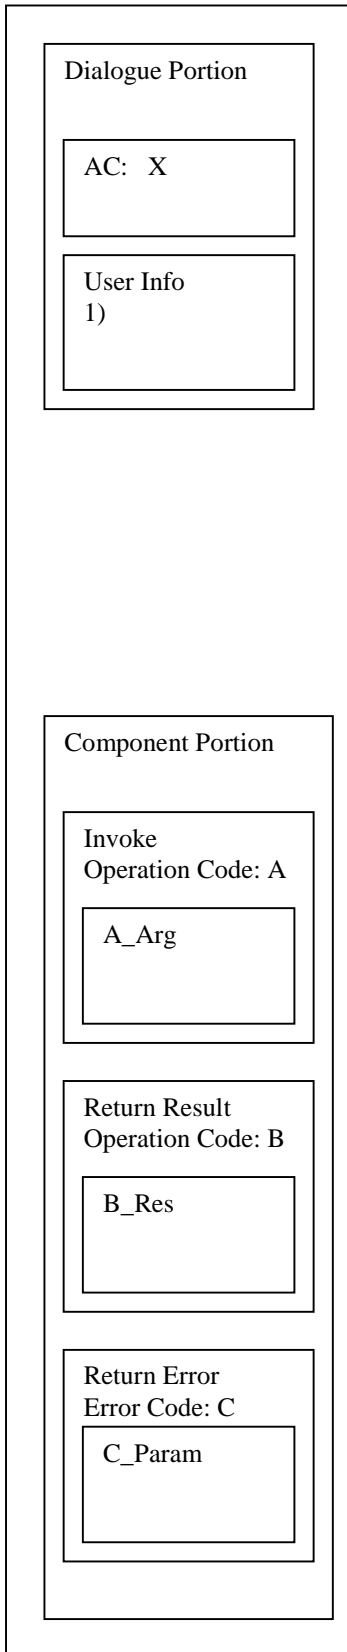 Dialogue Portion
AC: X
User Info
1)
Component Portion
Invoke
Operation Code: A
A_Arg
Return Result
Operation Code: B
B_Res
Return Error
Error Code: C
C_Param